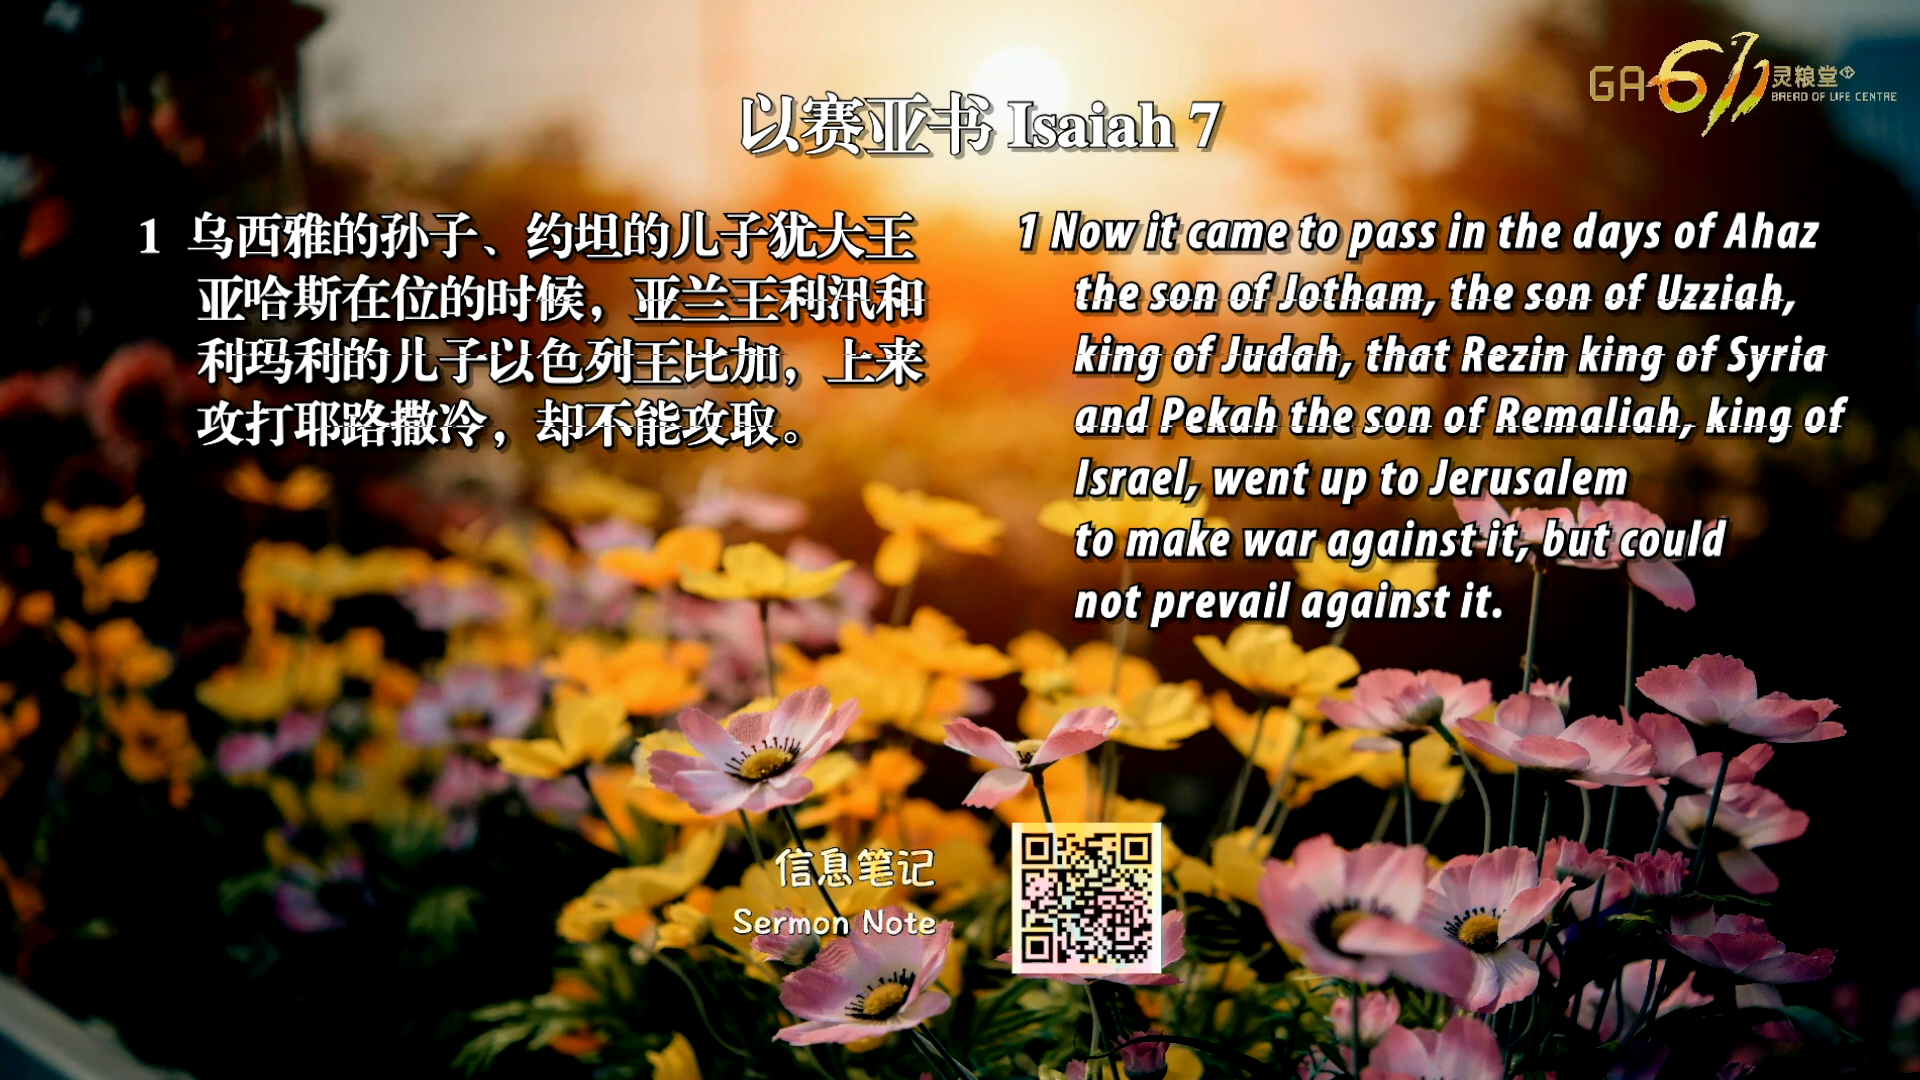 GA 611 灵粮堂
BREAD OF LIFE CENTRE
以赛亚书 Isaiah 7
1 乌西雅的孙子、约坦的儿子犹大王
亚哈斯在位的时候，亚兰王利汛和
利玛利的儿子以色列王比加，上来
攻打耶路撒冷，却不能攻取。
1 Now it came to pass in the days of Ahaz
the son of Jotham, the son of Uzziah,
king of Judah, that Rezin king of Syria
and Pekah the son of Remaliah, king of
Israel, went up to Jerusalem
to make war against it, but could
not prevail against it.
信息笔记
Sermon Note